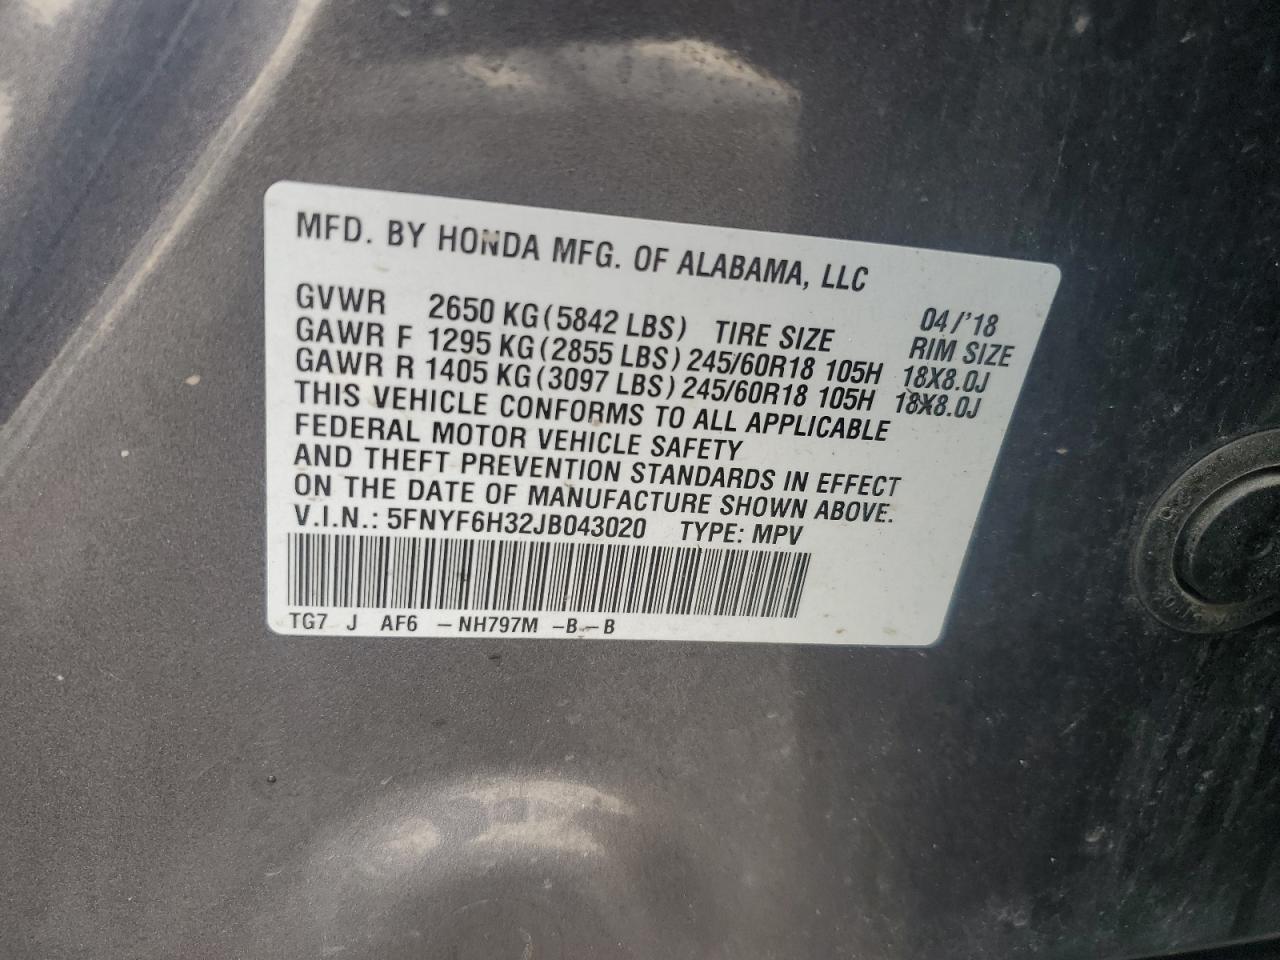 MFD. BY HONDA MFG. OF ALABAMA, LLC
04/'18
GVWR 2650 KG (5842 LBS) TIRE SIZE RIM SIZE
GAWR F 1295 KG (2855 LBS) 245/60R18 105H 18X8.0J
GAWR R 1405 KG (3097 LBS) 245/60R18 105H 18X8.0J
THIS VEHICLE CONFORMS TO ALL APPLICABLE
FEDERAL MOTOR VEHICLE SAFETY
AND THEFT PREVENTION STANDARDS IN EFFECT
ON THE DATE OF MANUFACTURE SHOWN ABOVE.
V.I.N.: 5FNYF6H32JB043020 TYPE: MPV
TG7 J AF6 -NH797M -B--B